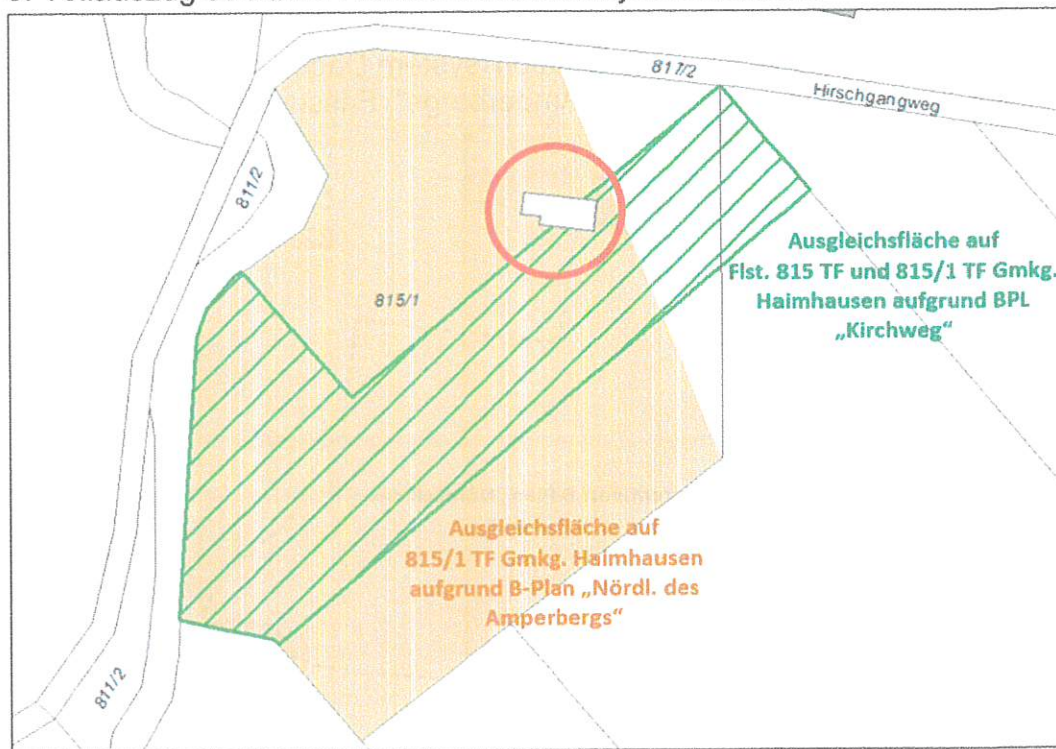 817/2
Hirschgangweg
811/2
Ausgleichsfläche auf
Flst. 815 TF und 815/1 TF Gmkg.
Haimhausen aufgrund BPL
„Kirchweg“
815/1
Ausgleichsfläche auf
815/1 TF Gmkg. Haimhausen
aufgrund B-Plan „Nördl. des
Amperbergs“
811/2